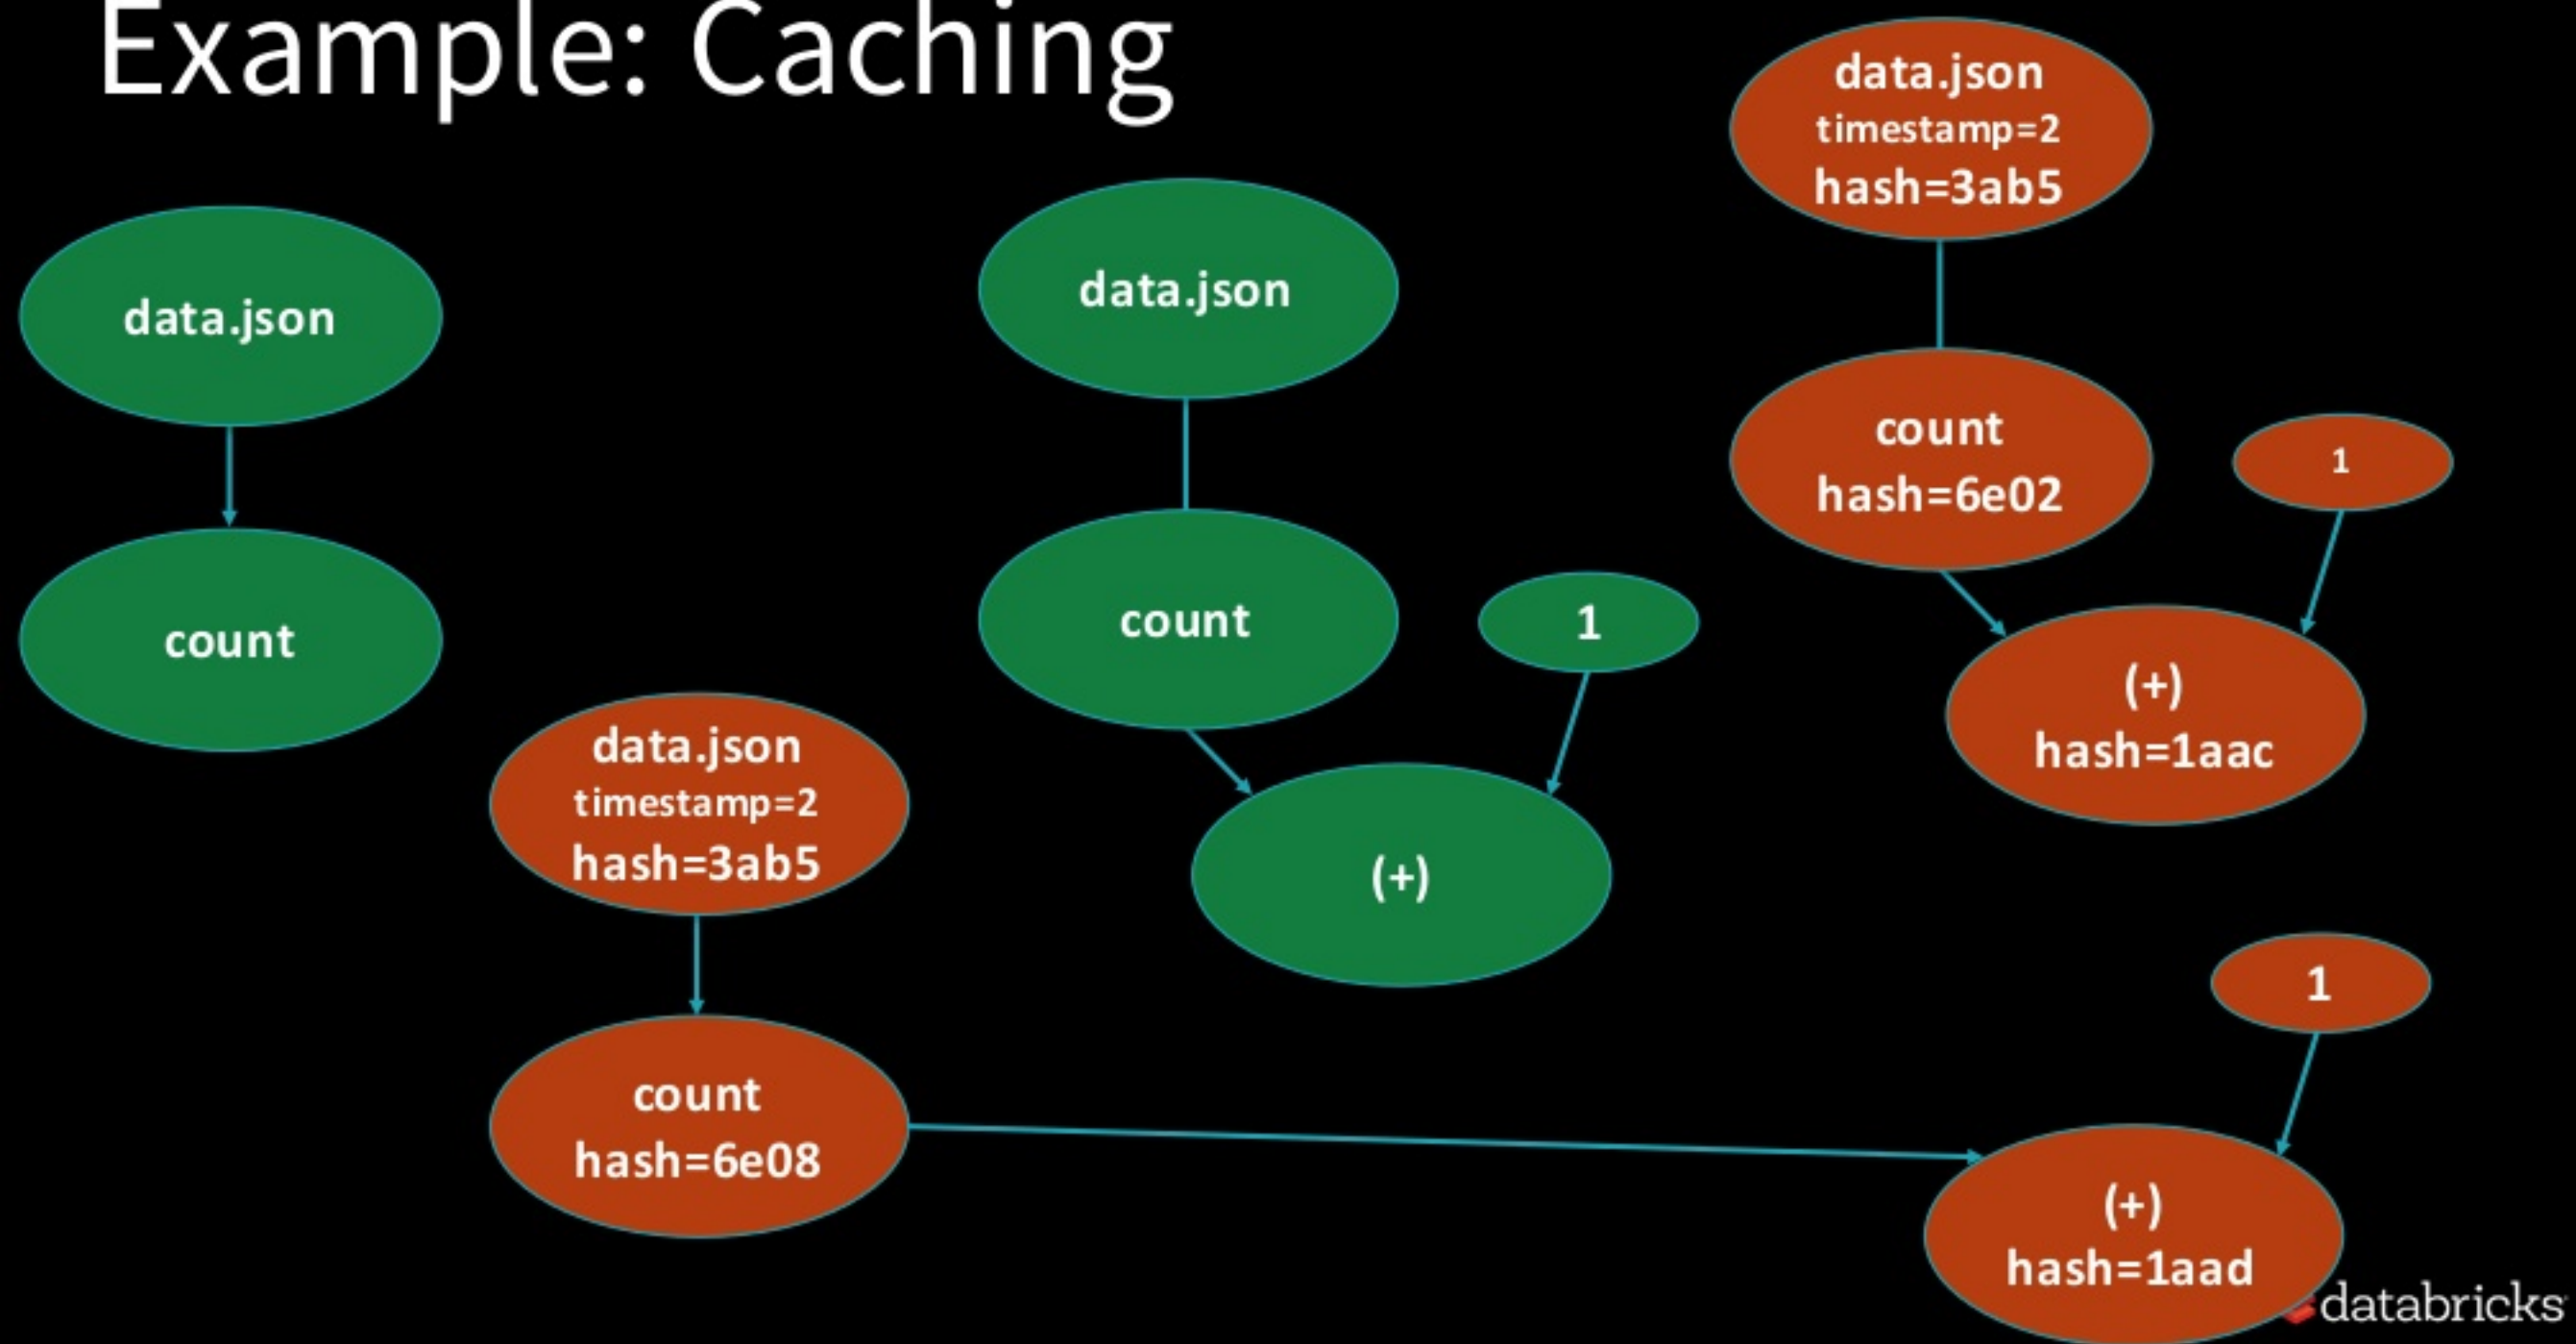 Example: Caching
data.json
count
data.json
timestamp=2
hash=3ab5
count
hash=6e08
data.json
count
1
(+)
data.json
timestamp=2
hash=3ab5
count
hash=6e02
1
(+)
hash=1aac
1
(+)
hash=1aad
databricks